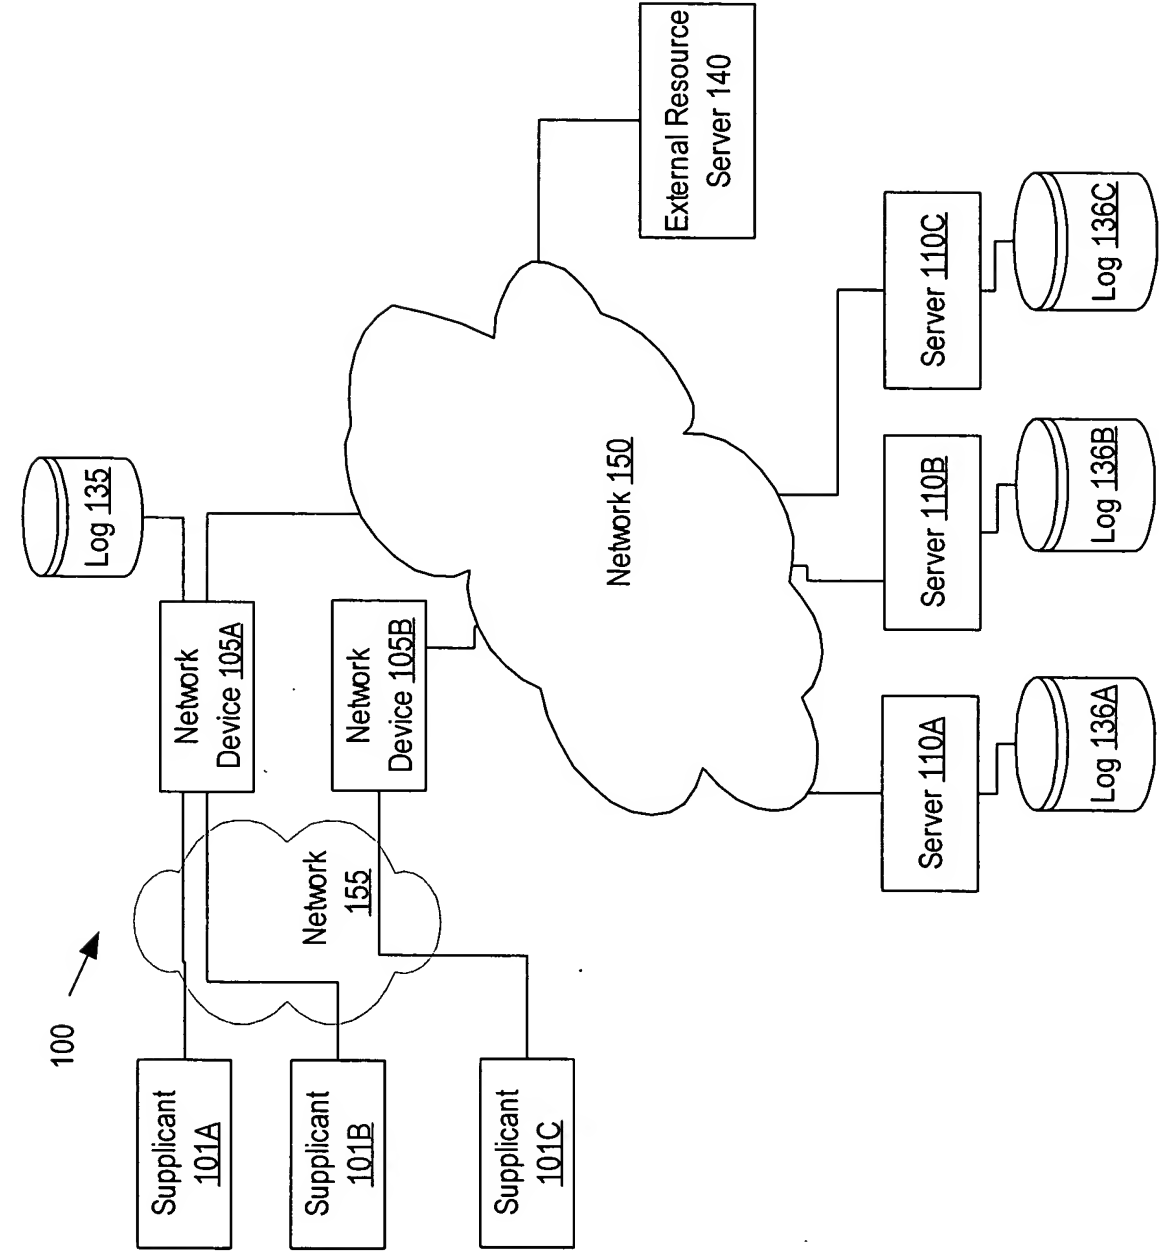 100
Supplicant
101A
Supplicant
101B
Supplicant
101C
Network
155
Network
Device 105A
Network
Device 105B
Log 135
Network 150
External Resource
Server 140
Server 110A
Server 110B
Server 110C
Log 136A
Log 136B
Log 136C